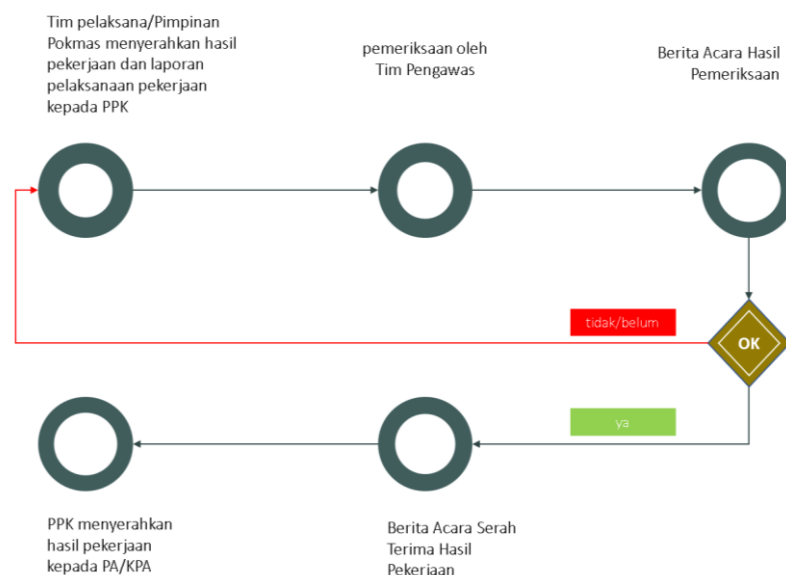 Tim pelaksana/Pimpinan
Pokmas menyerahkan hasil
pekerjaan dan laporan
pelaksanaan pekerjaan
kepada PPK
pemeriksaan oleh
Tim Pengawas
Berita Acara Hasil
Pemeriksaan
tidak/belum
OK
ya
PPK menyerahkan
hasil pekerjaan
kepada PA/KPA
Berita Acara Serah
Terima Hasil
Pekerjaan